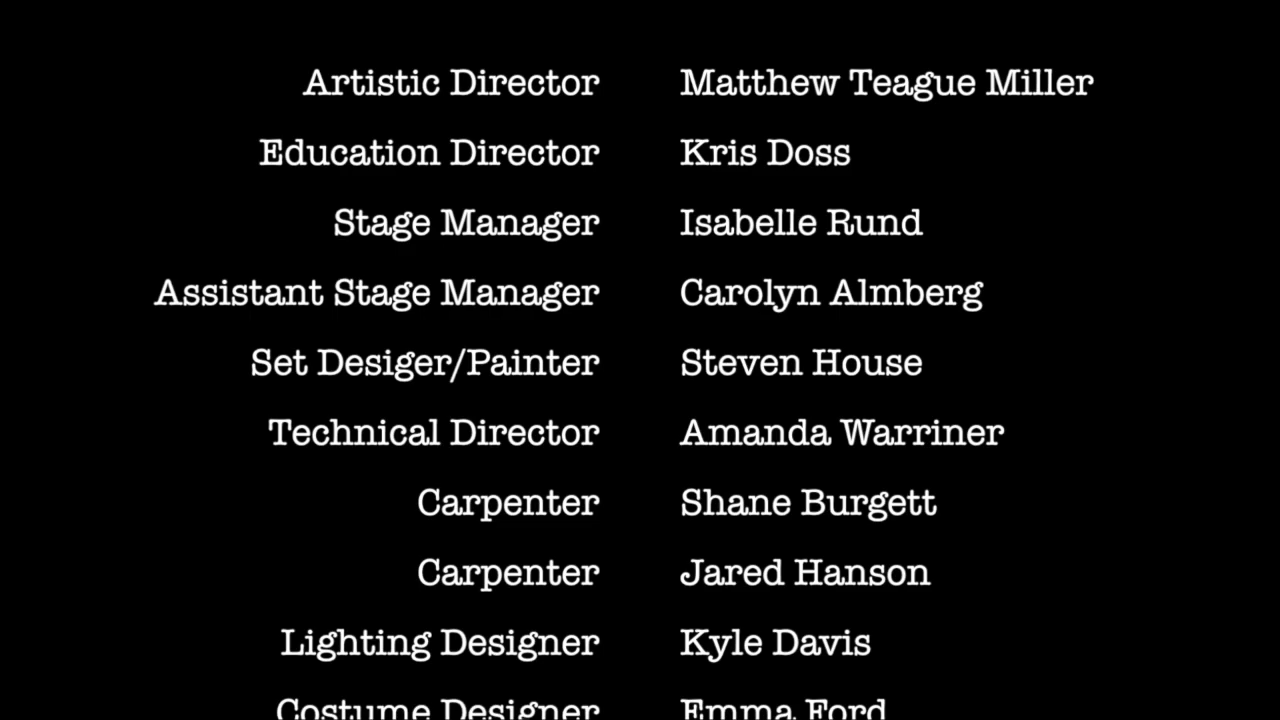 Artistic Director Matthew Teague Miller
Education Director Kris Doss
Stage Manager Isabelle Rund
Assistant Stage Manager Carolyn Almberg
Set Desiger/Painter Steven House
Technical Director Amanda Warriner
Carpenter Shane Burgett
Carpenter Jared Hanson
Lighting Designer Kyle Davis
Costume Designer Emma Ford